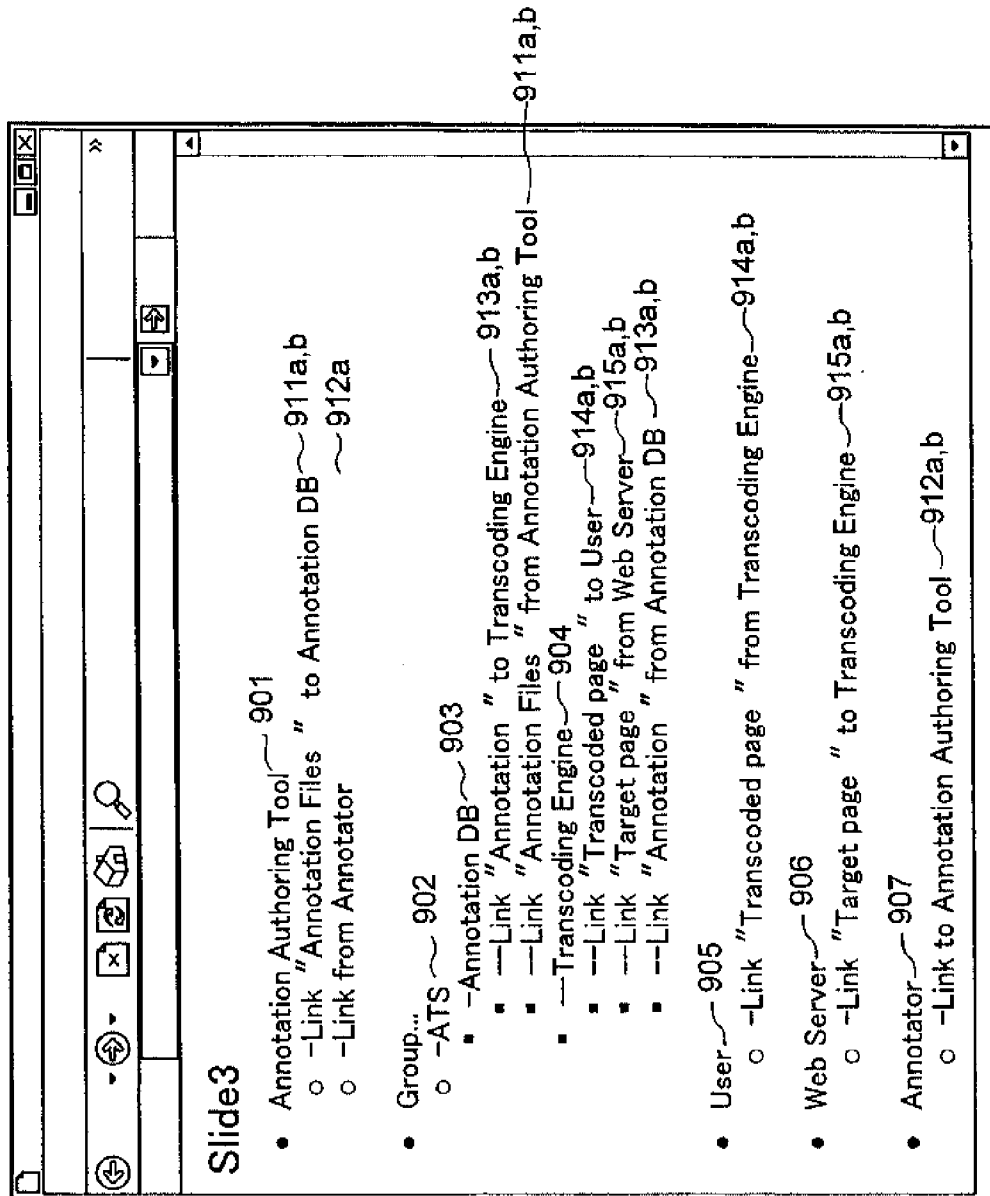 Slide3
• Annotation Authoring Tool 901
○ -Link "Annotation Files " to Annotation DB 911a,b
○ -Link from Annotator 912a
• Group...
○ -ATS 902
▪ -Annotation DB 903
▪ --Link "Annotation " to Transcoding Engine 913a,b
▪ --Link "Annotation Files " from Annotation Authoring Tool 911a,b
▪ --Transcoding Engine 904
▪ --Link "Transcoded page " to User 914a,b
▪ --Link "Target page " from Web Server 915a,b
▪ --Link "Annotation " from Annotation DB 913a,b
• User 905
○ -Link "Transcoded page " from Transcoding Engine 914a,b
• Web Server 906
○ -Link "Target page " to Transcoding Engine 915a,b
• Annotator 907
○ -Link to Annotation Authoring Tool 912a,b